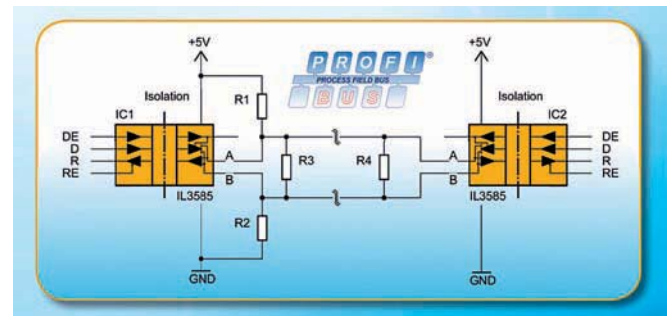 +5V
PROFI®
PROCESS FIELD BUS
BUS
+5V
Isolation
R1
Isolation
IC1
IC2
DE
D
R
RE
A
B
R3
R4
A
B
DE
D
R
RE
IL3585
R2
IL3585
GND
GND